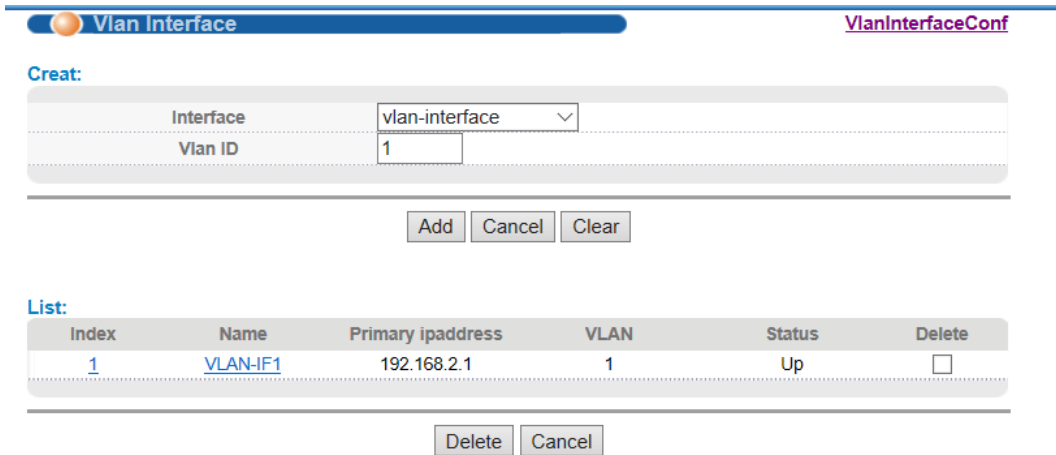 Vlan Interface VlanInterfaceConf
Creat:
Interface vlan-interface
Vlan ID 1
Add Cancel Clear
List:
Index Name Primary ipaddress VLAN Status Delete
1 VLAN-IF1 192.168.2.1 1 Up
Delete Cancel